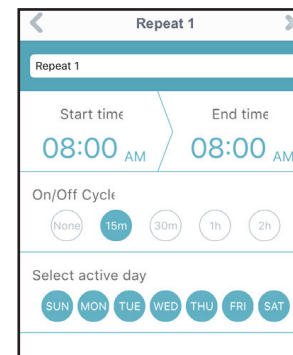 Repeat 1
Repeat 1
Start time End time
08:00 AM 08:00 AM
On/Off Cycle
None 15m 30m 1h 2h
Select active day
SUN MON TUE WED THU FRI SAT